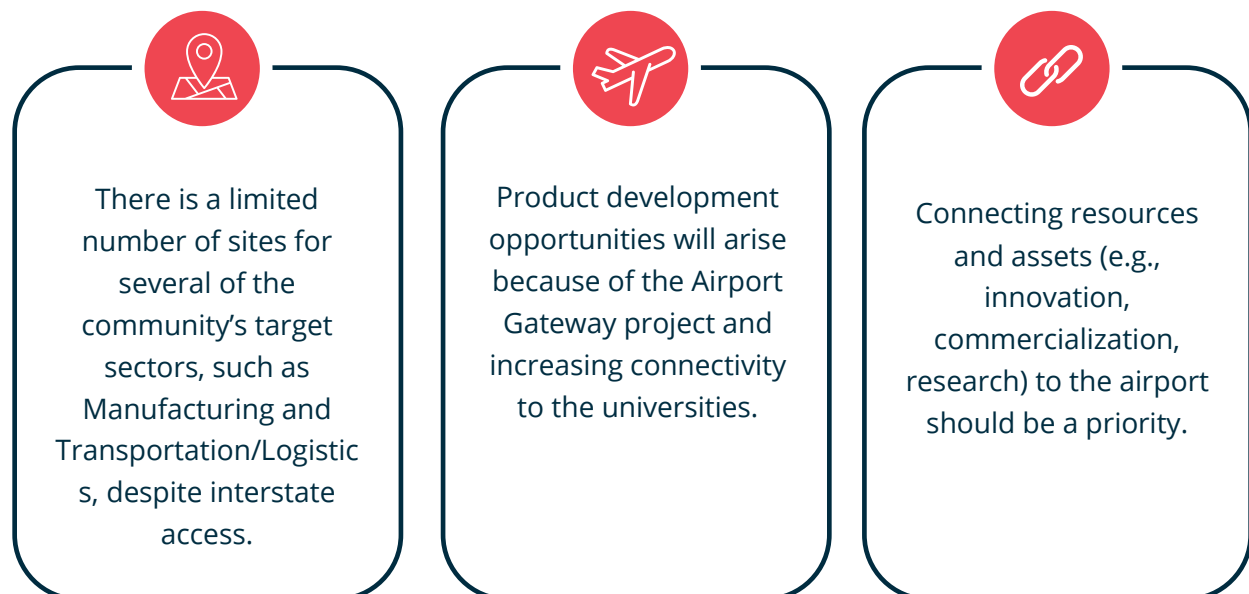 There is a limited
number of sites for
several of the
community’s target
sectors, such as
Manufacturing and
Transportation/Logistic
s, despite interstate
access.
Product development
opportunities will arise
because of the Airport
Gateway project and
increasing connectivity
to the universities.
Connecting resources
and assets (e.g.,
innovation,
commercialization,
research) to the airport
should be a priority.